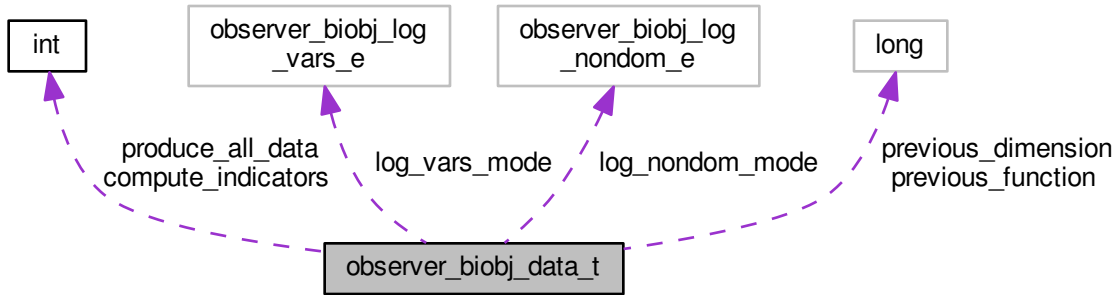 int
observer_biobj_log
_vars_e
observer_biobj_log
_nondom_e
long
produce_all_data
compute_indicators
log_vars_mode
log_nondom_mode
previous_dimension
previous_function
observer_biobj_data_t